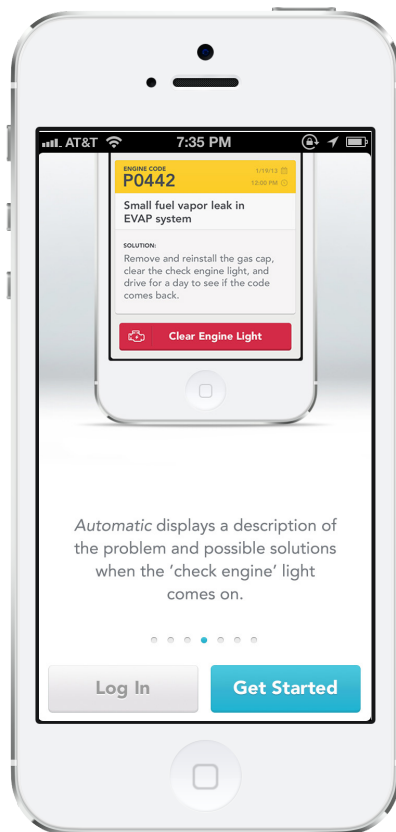 AT&T 7:35 PM
ENGINE CODE 1/19/13
P0442 12:00 PM
Small fuel vapor leak in
EVAP system
SOLUTION:
Remove and reinstall the gas cap,
clear the check engine light, and
drive for a day to see if the code
comes back.
Clear Engine Light
Automatic displays a description of
the problem and possible solutions
when the ‘check engine’ light
comes on.
Log In Get Started